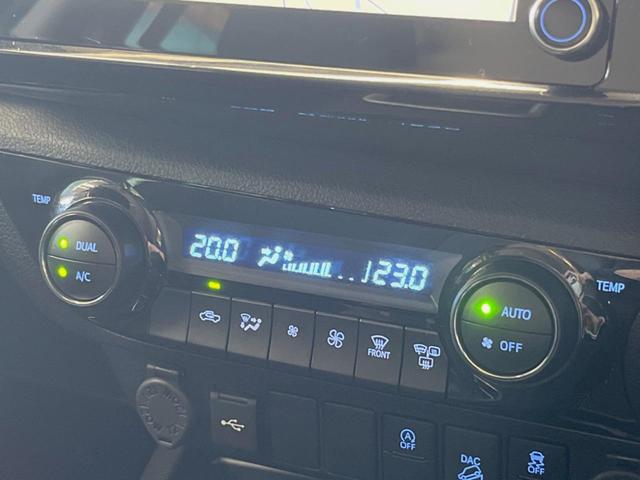 TEMP
DUAL
A/C
20.0
23.0
AUTO
OFF
TEMP
FRONT
OFF
DAC
OFF